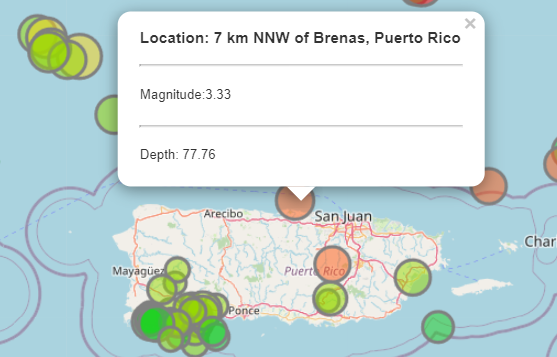 ×
Location: 7 km NNW of Brenas, Puerto Rico
Magnitude:3.33
Depth: 77.76
Arecibo
San Juan
Mayagüez
Puerto Rico
Ponce